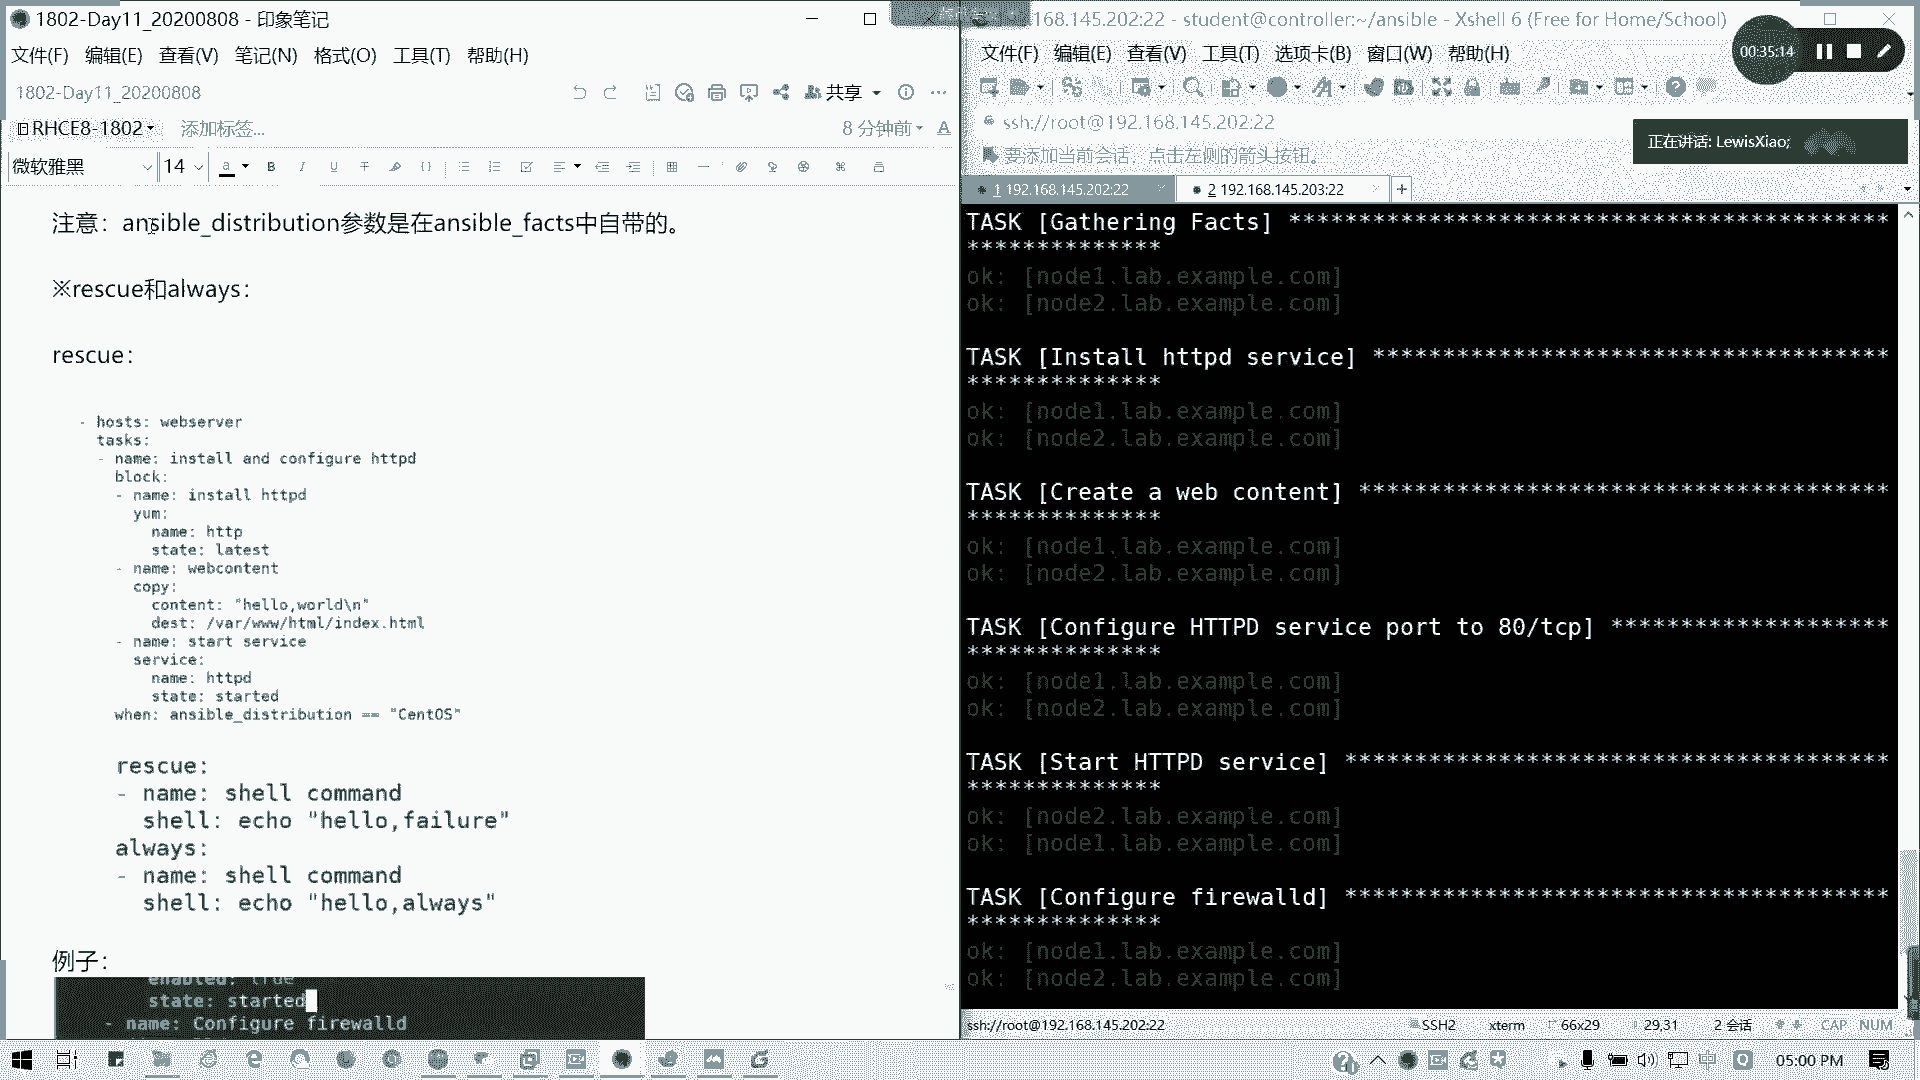 1802-Day11_20200808 - 印象笔记
文件(F) 编辑(E) 查看(V) 笔记(N) 格式(O) 工具(T) 帮助(H)
1802-Day11_20200808
共享
RHCE8-1802
添加标签...
8 分钟前
微软雅黑
14
注意：ansible_distribution参数是在ansible_facts中自带的。
※rescue和always：
rescue：
- hosts: webserver
tasks:
- name: install and configure httpd
block:
- name: install httpd
yum:
name: http
state: latest
- name: webcontent
copy:
content: "hello,world\n"
dest: /var/www/html/index.html
- name: start service
service:
name: httpd
state: started
when: ansible_distribution == "CentOS"
rescue:
- name: shell command
shell: echo "hello,failure"
always:
- name: shell command
shell: echo "hello,always"
例子：
enabled: true
state: started
- name: Configure firewalld
168.145.202:22 - student@controller:~/ansible - Xshell 6 (Free for Home/School)
文件(F) 编辑(E) 查看(V) 工具(T) 选项卡(B) 窗口(W) 帮助(H)
00:35:14
ssh://root@192.168.145.202:22
正在讲话: LewisXiao;
要添加当前会话，点击左侧的箭头按钮。
1 192.168.145.202:22
2 192.168.145.203:22
TASK [Gathering Facts] ********************************************
**************
ok: [node1.lab.example.com]
ok: [node2.lab.example.com]
TASK [Install httpd service] **************************************
**************
ok: [node1.lab.example.com]
ok: [node2.lab.example.com]
TASK [Create a web content] ***************************************
**************
ok: [node1.lab.example.com]
ok: [node2.lab.example.com]
TASK [Configure HTTPD service port to 80/tcp] *********************
**************
ok: [node1.lab.example.com]
ok: [node2.lab.example.com]
TASK [Start HTTPD service] ****************************************
**************
ok: [node2.lab.example.com]
ok: [node1.lab.example.com]
TASK [Configure firewalld] ****************************************
**************
ok: [node1.lab.example.com]
ok: [node2.lab.example.com]
ssh://root@192.168.145.202:22
SSH2
xterm
66x29
29,31
2 会话
CAP
NUM
05:00 PM